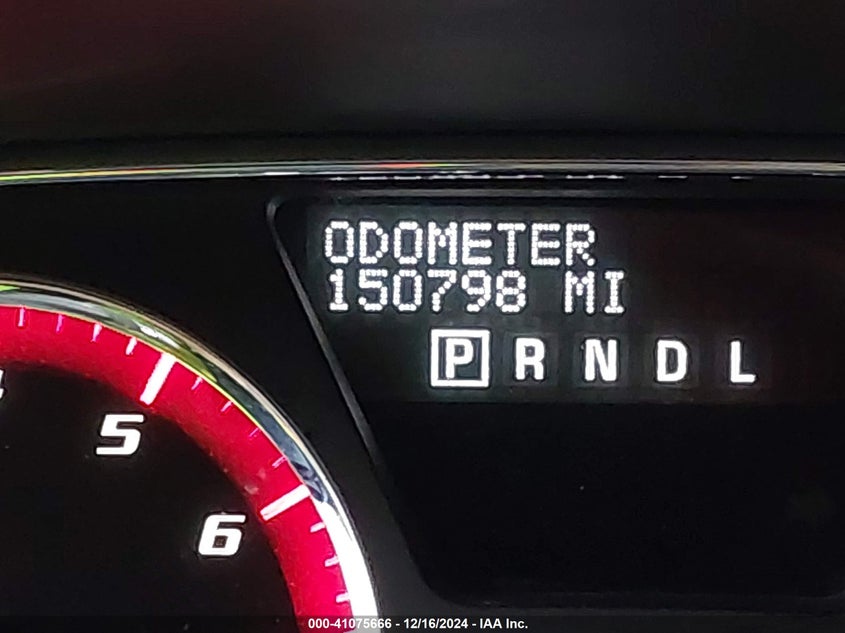 ODOMETER
150798 MI
P R N D L
5
6
000-41075666 - 12/16/2024 - IAA Inc.